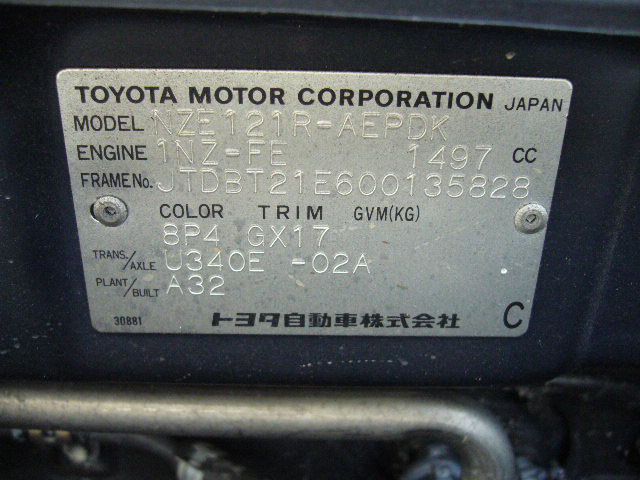 TOYOTA MOTOR CORPORATION JAPAN
MODEL NZE121R-AEPDK
ENGINE 1NZ-FE 1497 CC
FRAME No. JTDBT21E600135828
COLOR TRIM GVM(KG)
8P4 GX17
TRANS./AXLE U340E -02A
PLANT/BUILT A32
30881 トヨタ自動車株式会社 C